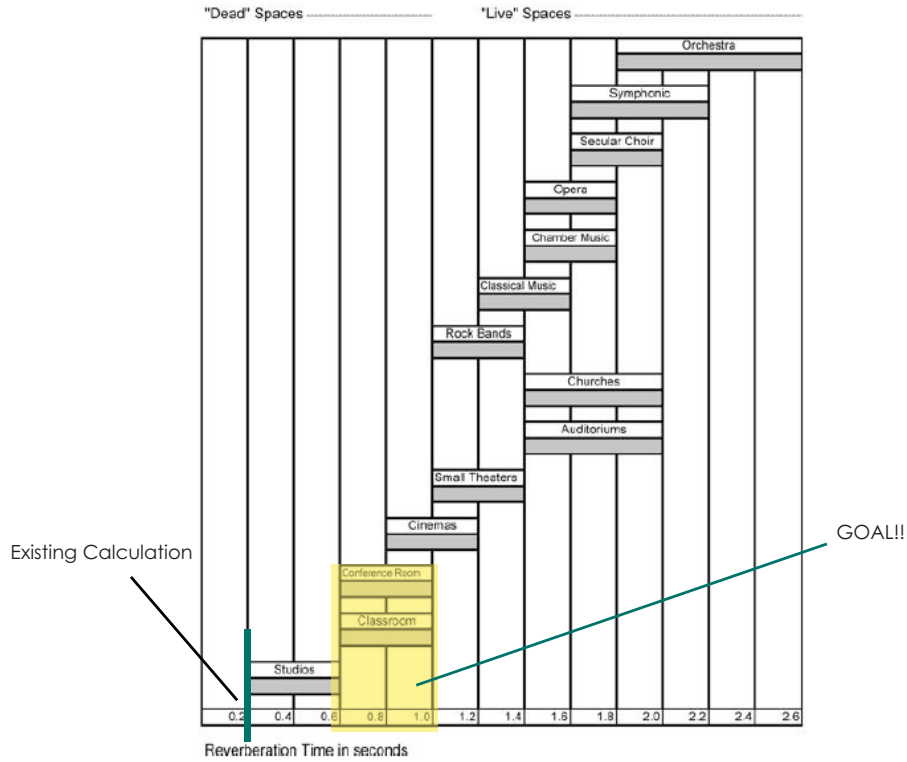 "Dead" Spaces
"Live" Spaces
Orchestra
Symphonic
Secular Choir
Opera
Chamber Music
Classical Music
Rock Bands
Churches
Auditoriums
Small Theaters
Cinemas
GOAL!!
Existing Calculation
Conference Room
Classroom
Studios
0.2 0.4 0.6 0.8 1.0 1.2 1.4 1.6 1.8 2.0 2.2 2.4 2.6
Reverberation Time in seconds